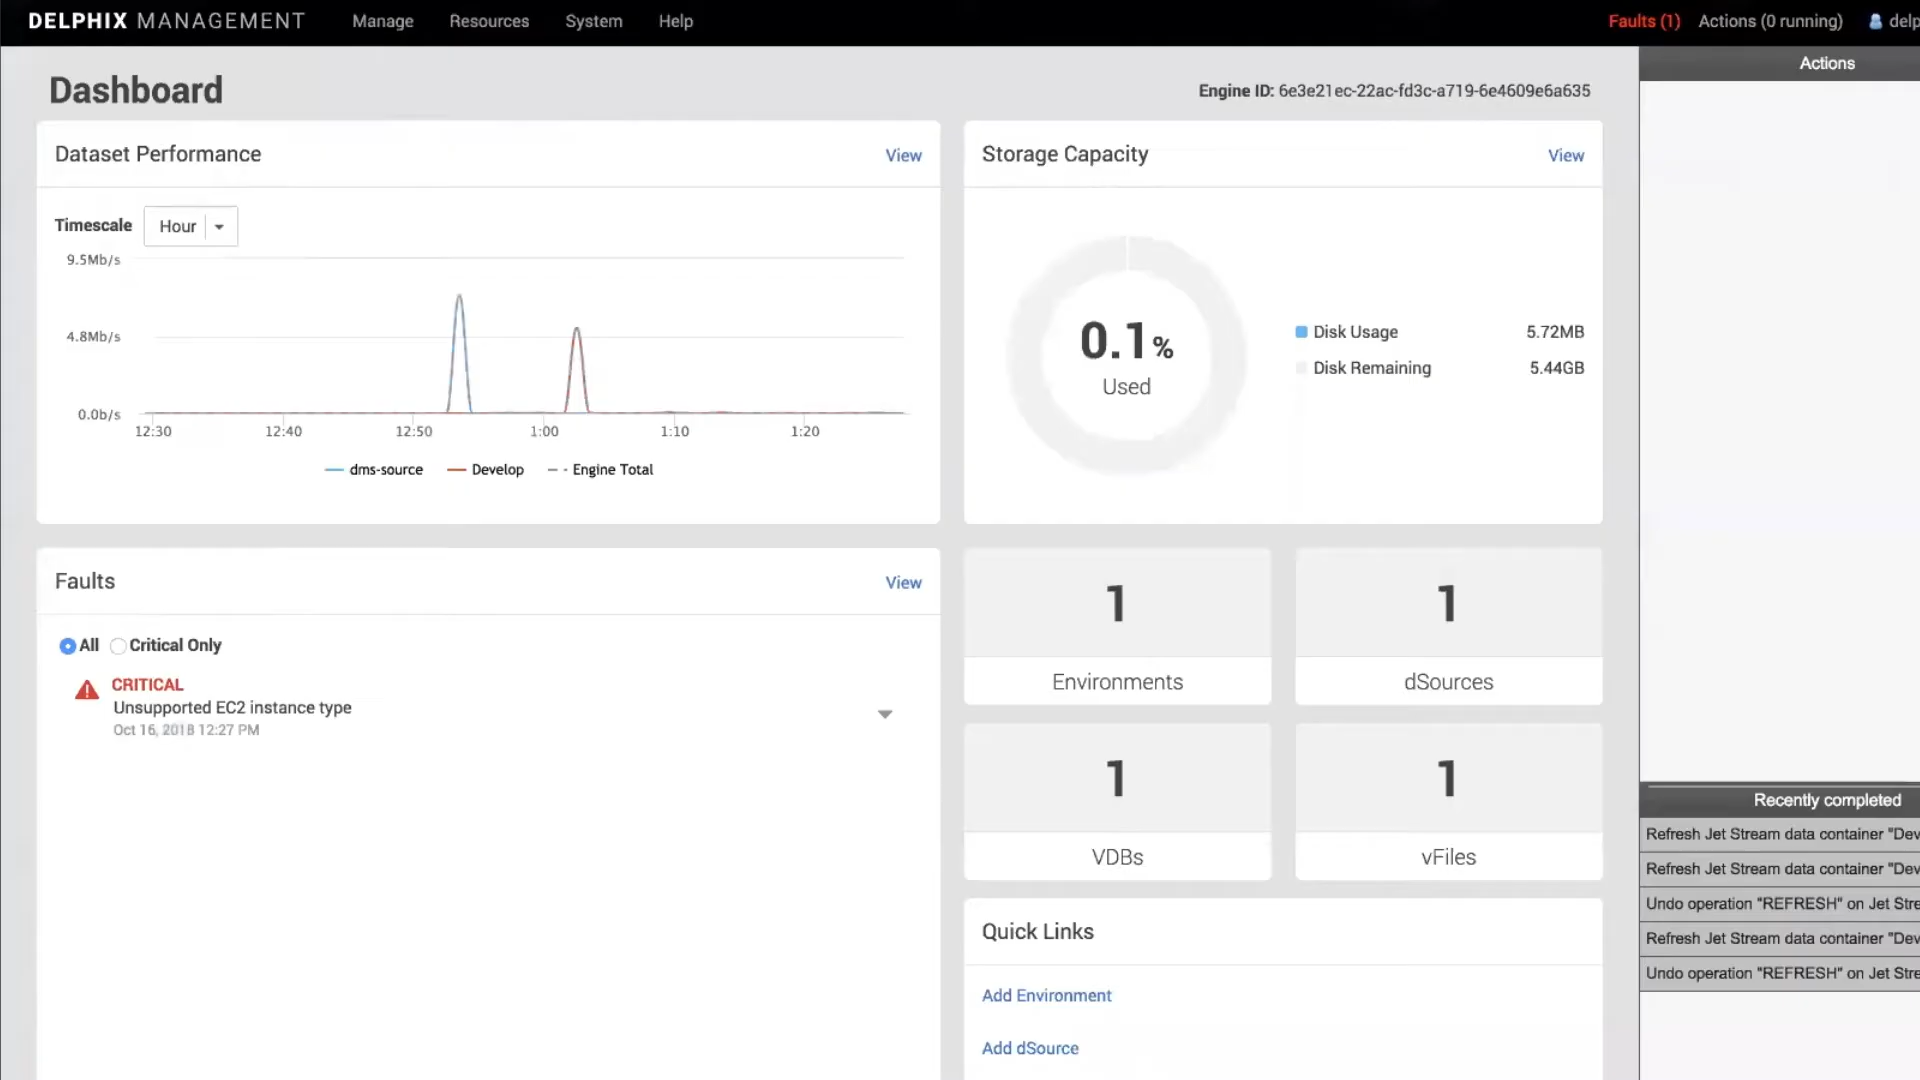 DELPHIX MANAGEMENT Manage Resources System Help Faults (1) Actions (0 running) delp
Dashboard
Engine ID: 6e3e21ec-22ac-fd3c-a719-6e4609e6a635
Dataset Performance View
Timescale Hour
9.5Mb/s
4.8Mb/s
0.0b/s
12:30 12:40 12:50 1:00 1:10 1:20
dms-source Develop Engine Total
Storage Capacity View
0.1%
Used
Disk Usage 5.72MB
Disk Remaining 5.44GB
Faults View
All Critical Only
CRITICAL
Unsupported EC2 instance type
Oct 16, 2018 12:27 PM
1
Environments
1
dSources
1
VDBs
1
vFiles
Quick Links
Add Environment
Add dSource
Actions
Recently completed
Refresh Jet Stream data container "Dev
Refresh Jet Stream data container "Dev
Undo operation "REFRESH" on Jet Stre
Refresh Jet Stream data container "Dev
Undo operation "REFRESH" on Jet Stre